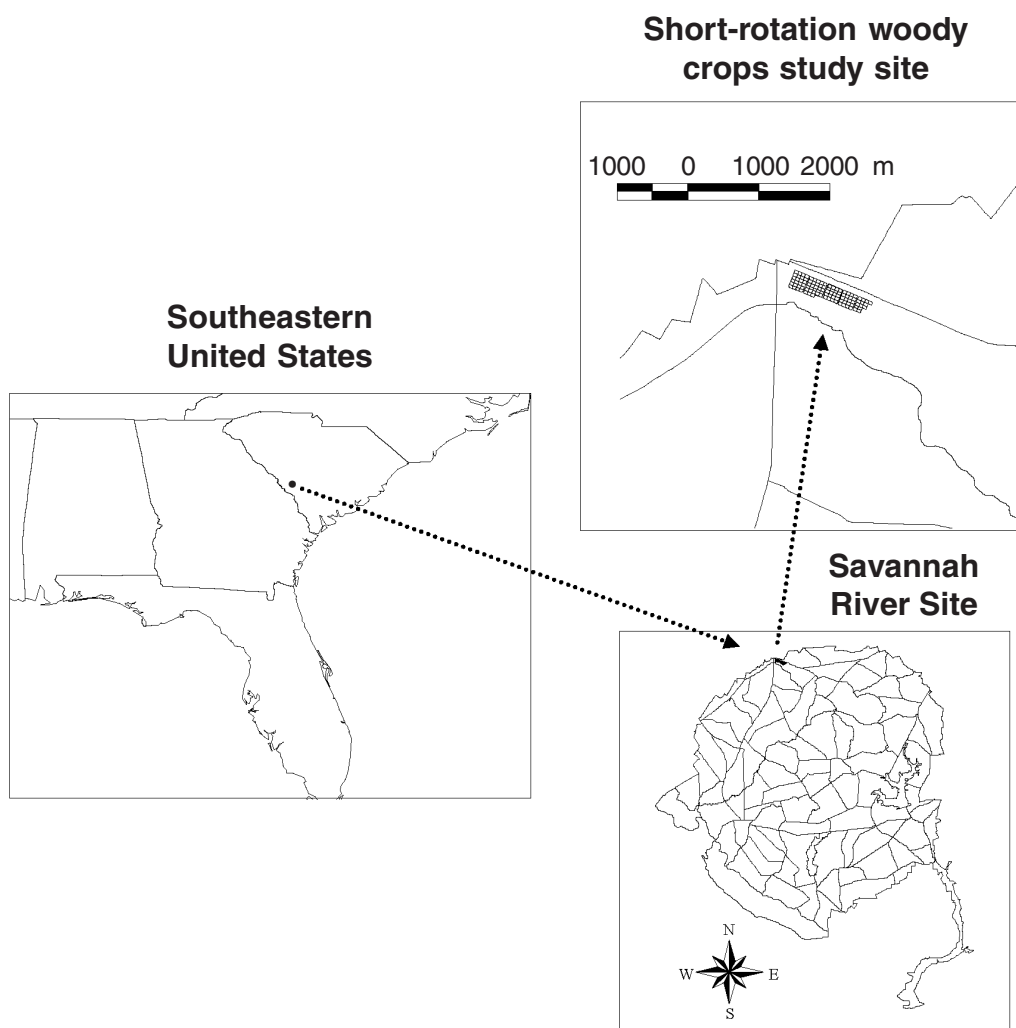 Short-rotation woody
crops study site
1000 0 1000 2000 m
Southeastern
United States
Savannah
River Site
N
W E
S